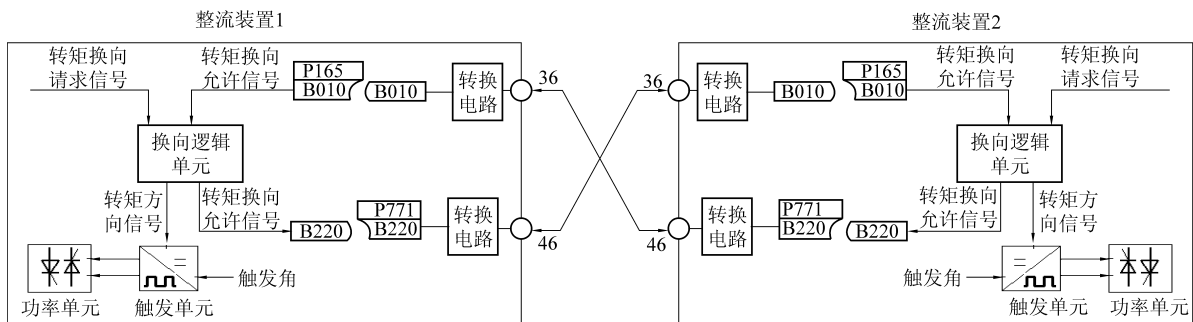 整流装置1
转矩换向
请求信号
转矩换向
允许信号
P165
B010
B010
转换
电路
36
换向逻辑
单元
转矩方
向信号
转矩换向
允许信号
B220
P771
B220
转换
电路
46
功率单元
触发单元
触发角
=
整流装置2
36
转换
电路
B010
P165
B010
转矩换向
允许信号
转矩换向
请求信号
换向逻辑
单元
46
转换
电路
P771
B220
B220
转矩换向
允许信号
转矩方
向信号
触发角
=
触发单元
功率单元